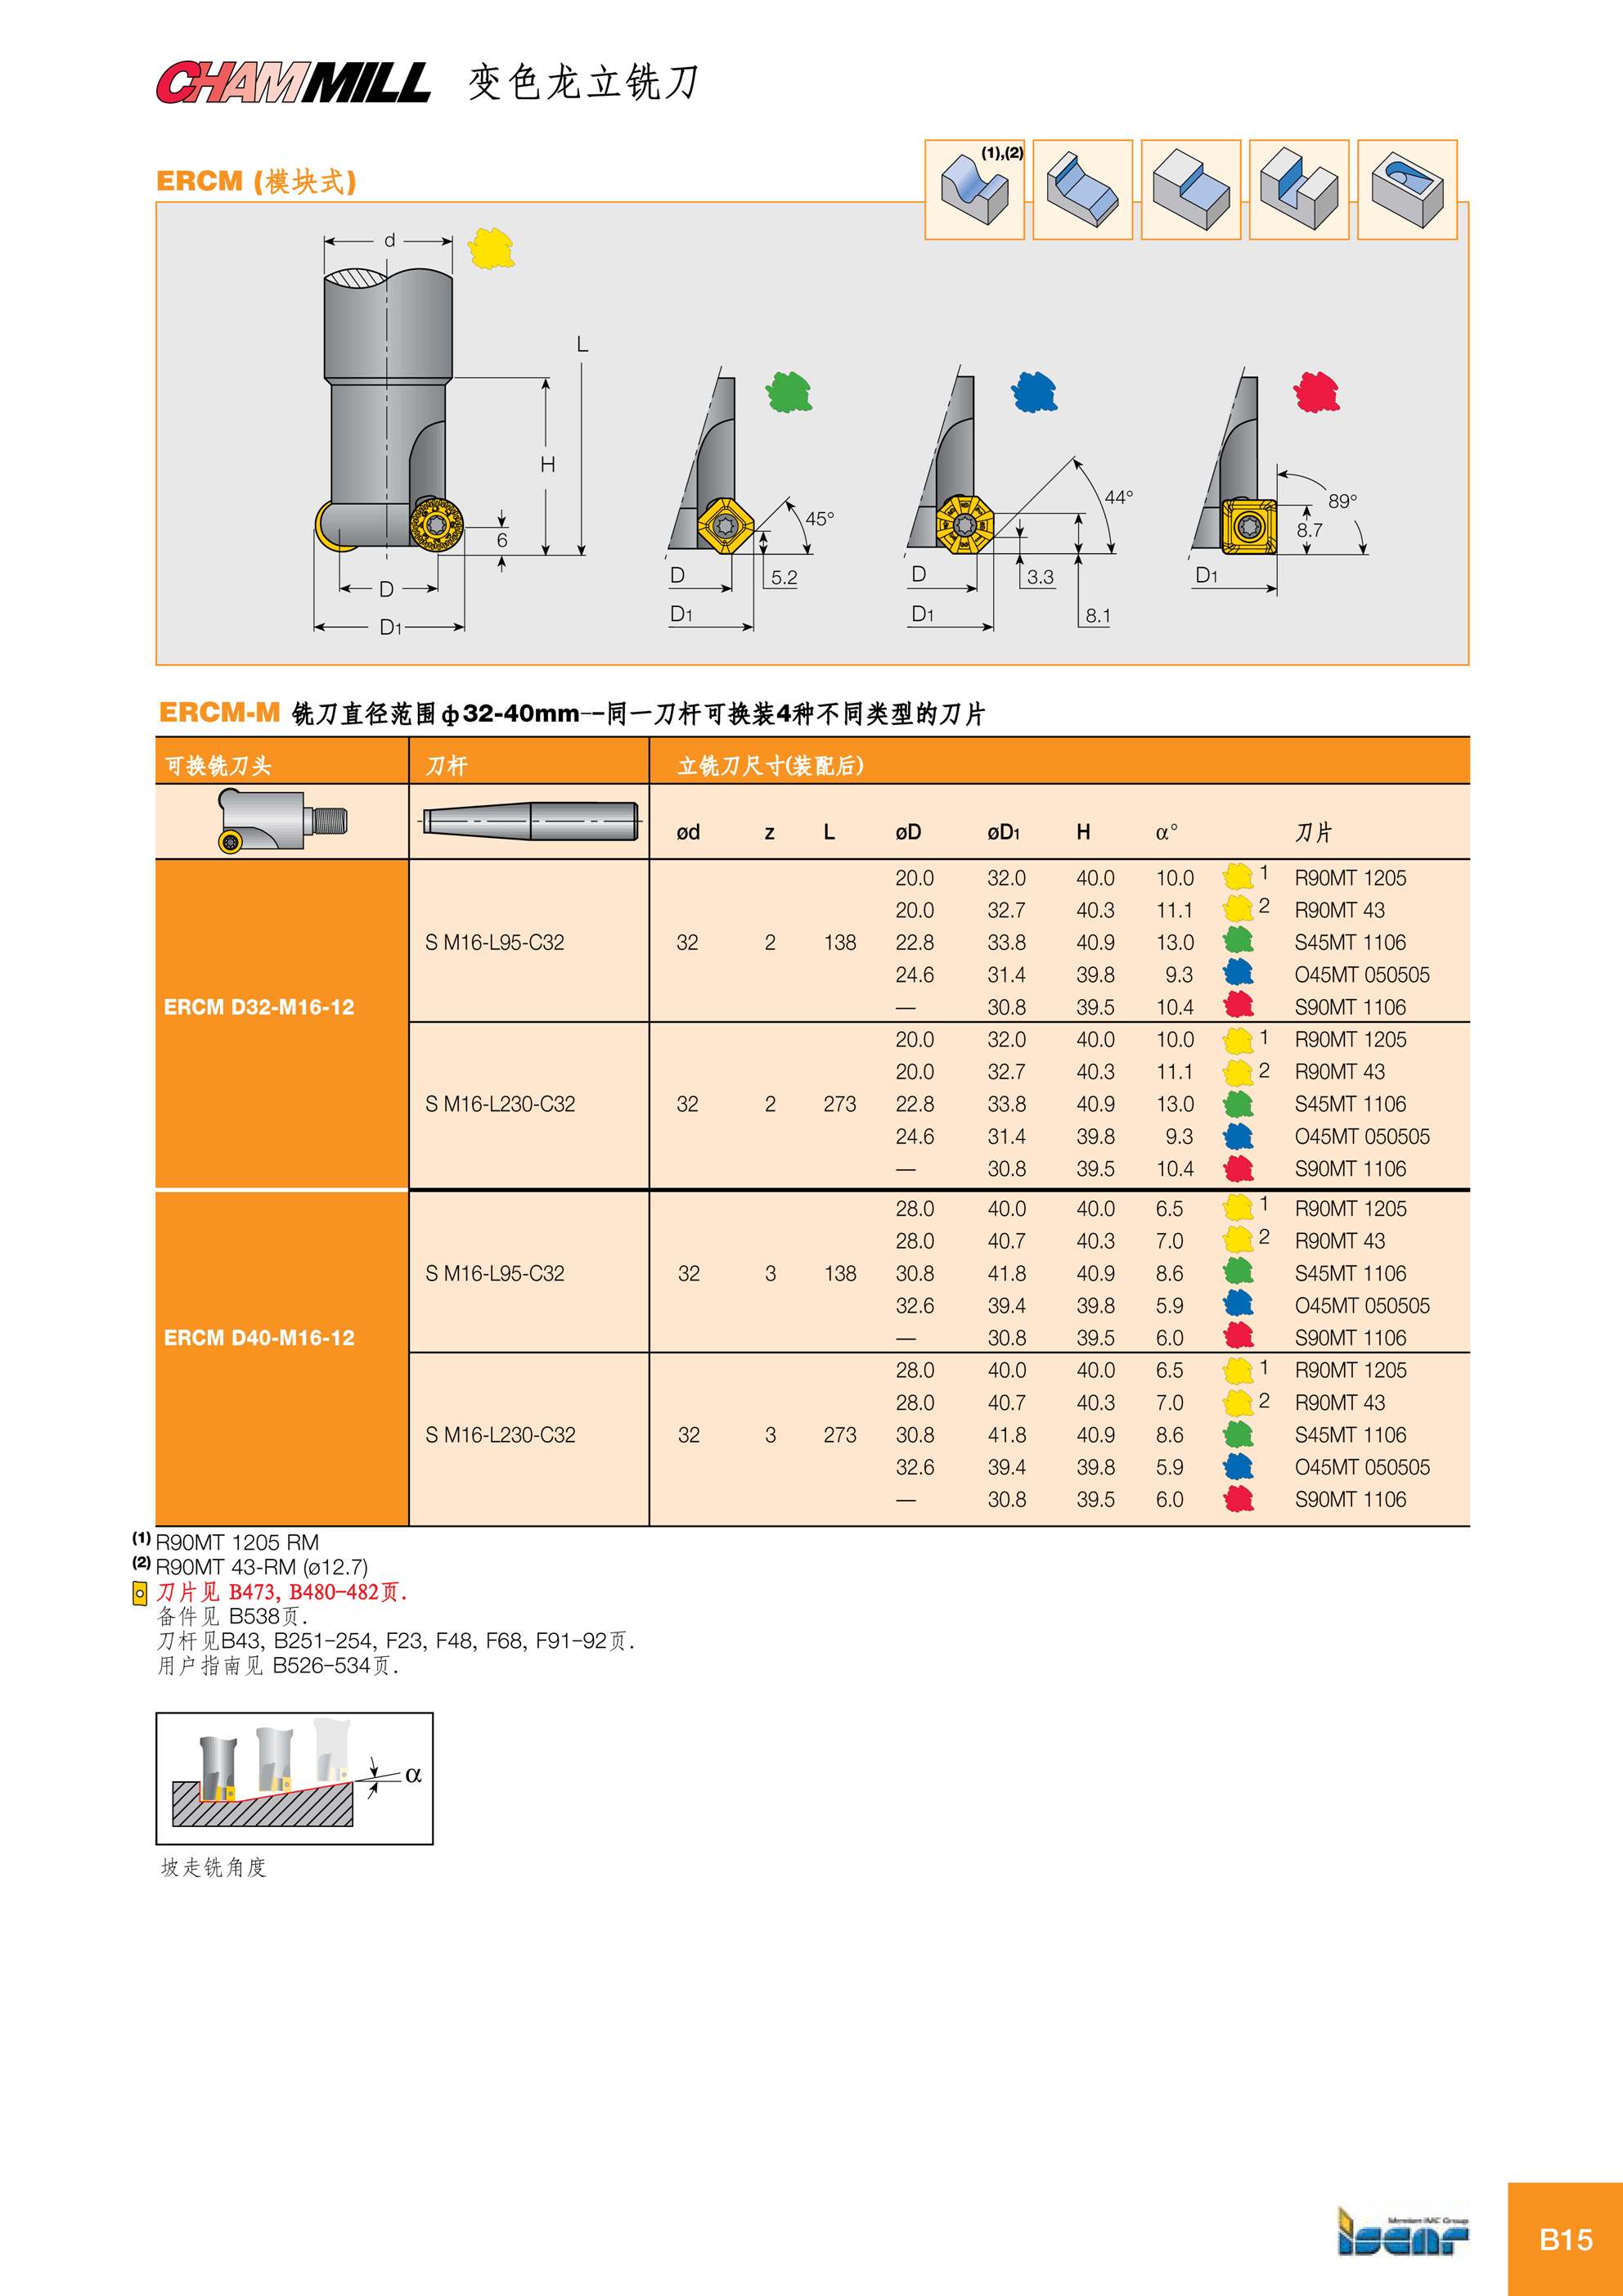 CHAMMILL 变色龙立铣刀
ERCM (模块式)
(1),(2)
d
L
H
6
D
D1
45°
D
5.2
D1
44°
D
3.3
D1
8.1
89°
8.7
D1
ERCM-M 铣刀直径范围ф32-40mm--同一刀杆可换装4种不同类型的刀片
可换铣刀头 刀杆 立铣刀尺寸(装配后)
ød z L øD øD1 H α° 刀片
20.0 32.0 40.0 10.0 1 R90MT 1205
20.0 32.7 40.3 11.1 2 R90MT 43
S M16-L95-C32 32 2 138 22.8 33.8 40.9 13.0 S45MT 1106
24.6 31.4 39.8 9.3 O45MT 050505
ERCM D32-M16-12 — 30.8 39.5 10.4 S90MT 1106
20.0 32.0 40.0 10.0 1 R90MT 1205
20.0 32.7 40.3 11.1 2 R90MT 43
S M16-L230-C32 32 2 273 22.8 33.8 40.9 13.0 S45MT 1106
24.6 31.4 39.8 9.3 O45MT 050505
— 30.8 39.5 10.4 S90MT 1106
28.0 40.0 40.0 6.5 1 R90MT 1205
28.0 40.7 40.3 7.0 2 R90MT 43
S M16-L95-C32 32 3 138 30.8 41.8 40.9 8.6 S45MT 1106
32.6 39.4 39.8 5.9 O45MT 050505
ERCM D40-M16-12 — 30.8 39.5 6.0 S90MT 1106
28.0 40.0 40.0 6.5 1 R90MT 1205
28.0 40.7 40.3 7.0 2 R90MT 43
S M16-L230-C32 32 3 273 30.8 41.8 40.9 8.6 S45MT 1106
32.6 39.4 39.8 5.9 O45MT 050505
— 30.8 39.5 6.0 S90MT 1106
(1) R90MT 1205 RM
(2) R90MT 43-RM (ø12.7)
刀片见 B473, B480-482页.
备件见 B538页.
刀杆见B43, B251-254, F23, F48, F68, F91-92页.
用户指南见 B526-534页.
α
坡走铣角度
Member IMC Group
iscar
B15